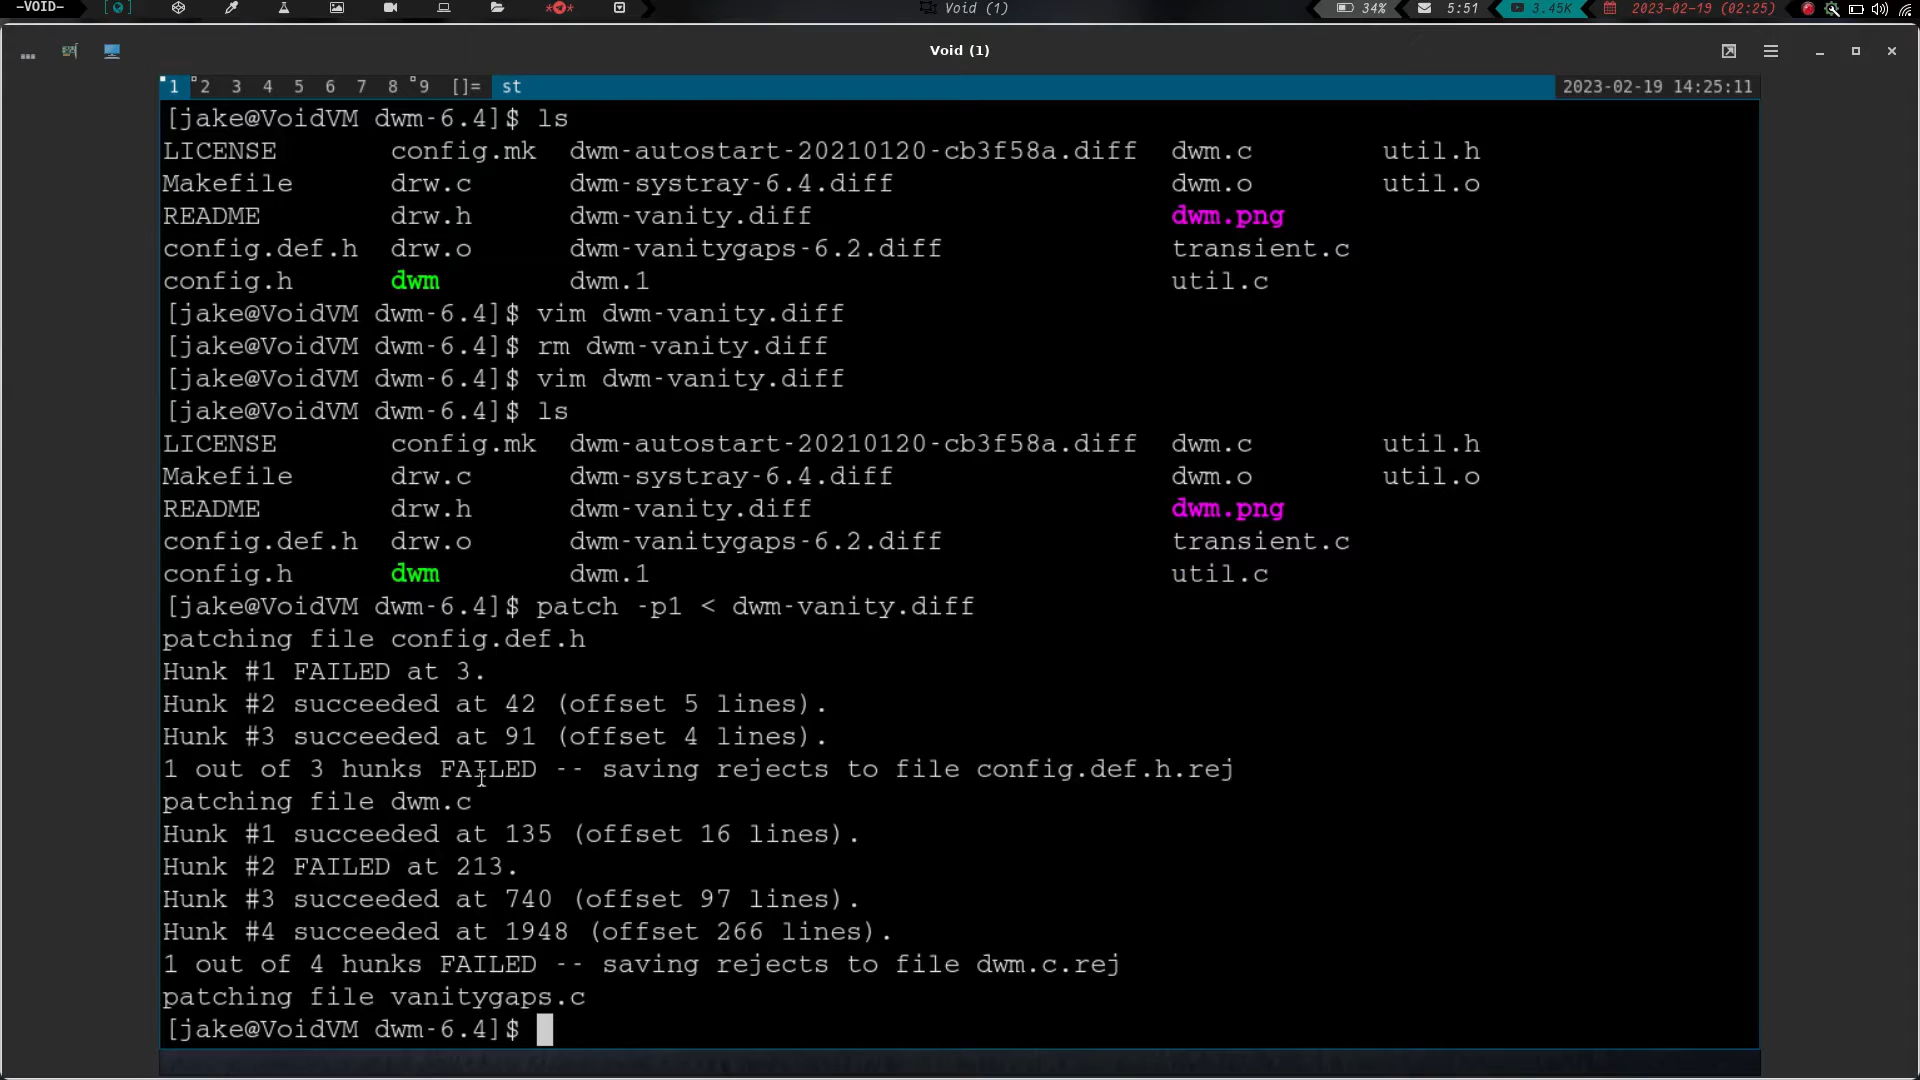 -VOID-
Void (1)
34%
5:51
3.45K
2023-02-19 (02:25)
Void (1)
1 2 3 4 5 6 7 8 9 []= st 2023-02-19 14:25:11
[jake@VoidVM dwm-6.4]$ ls
LICENSE config.mk dwm-autostart-20210120-cb3f58a.diff dwm.c util.h
Makefile drw.c dwm-systray-6.4.diff dwm.o util.o
README drw.h dwm-vanity.diff dwm.png
config.def.h drw.o dwm-vanitygaps-6.2.diff transient.c
config.h dwm dwm.1 util.c
[jake@VoidVM dwm-6.4]$ vim dwm-vanity.diff
[jake@VoidVM dwm-6.4]$ rm dwm-vanity.diff
[jake@VoidVM dwm-6.4]$ vim dwm-vanity.diff
[jake@VoidVM dwm-6.4]$ ls
LICENSE config.mk dwm-autostart-20210120-cb3f58a.diff dwm.c util.h
Makefile drw.c dwm-systray-6.4.diff dwm.o util.o
README drw.h dwm-vanity.diff dwm.png
config.def.h drw.o dwm-vanitygaps-6.2.diff transient.c
config.h dwm dwm.1 util.c
[jake@VoidVM dwm-6.4]$ patch -p1 < dwm-vanity.diff
patching file config.def.h
Hunk #1 FAILED at 3.
Hunk #2 succeeded at 42 (offset 5 lines).
Hunk #3 succeeded at 91 (offset 4 lines).
1 out of 3 hunks FAILED -- saving rejects to file config.def.h.rej
patching file dwm.c
Hunk #1 succeeded at 135 (offset 16 lines).
Hunk #2 FAILED at 213.
Hunk #3 succeeded at 740 (offset 97 lines).
Hunk #4 succeeded at 1948 (offset 266 lines).
1 out of 4 hunks FAILED -- saving rejects to file dwm.c.rej
patching file vanitygaps.c
[jake@VoidVM dwm-6.4]$